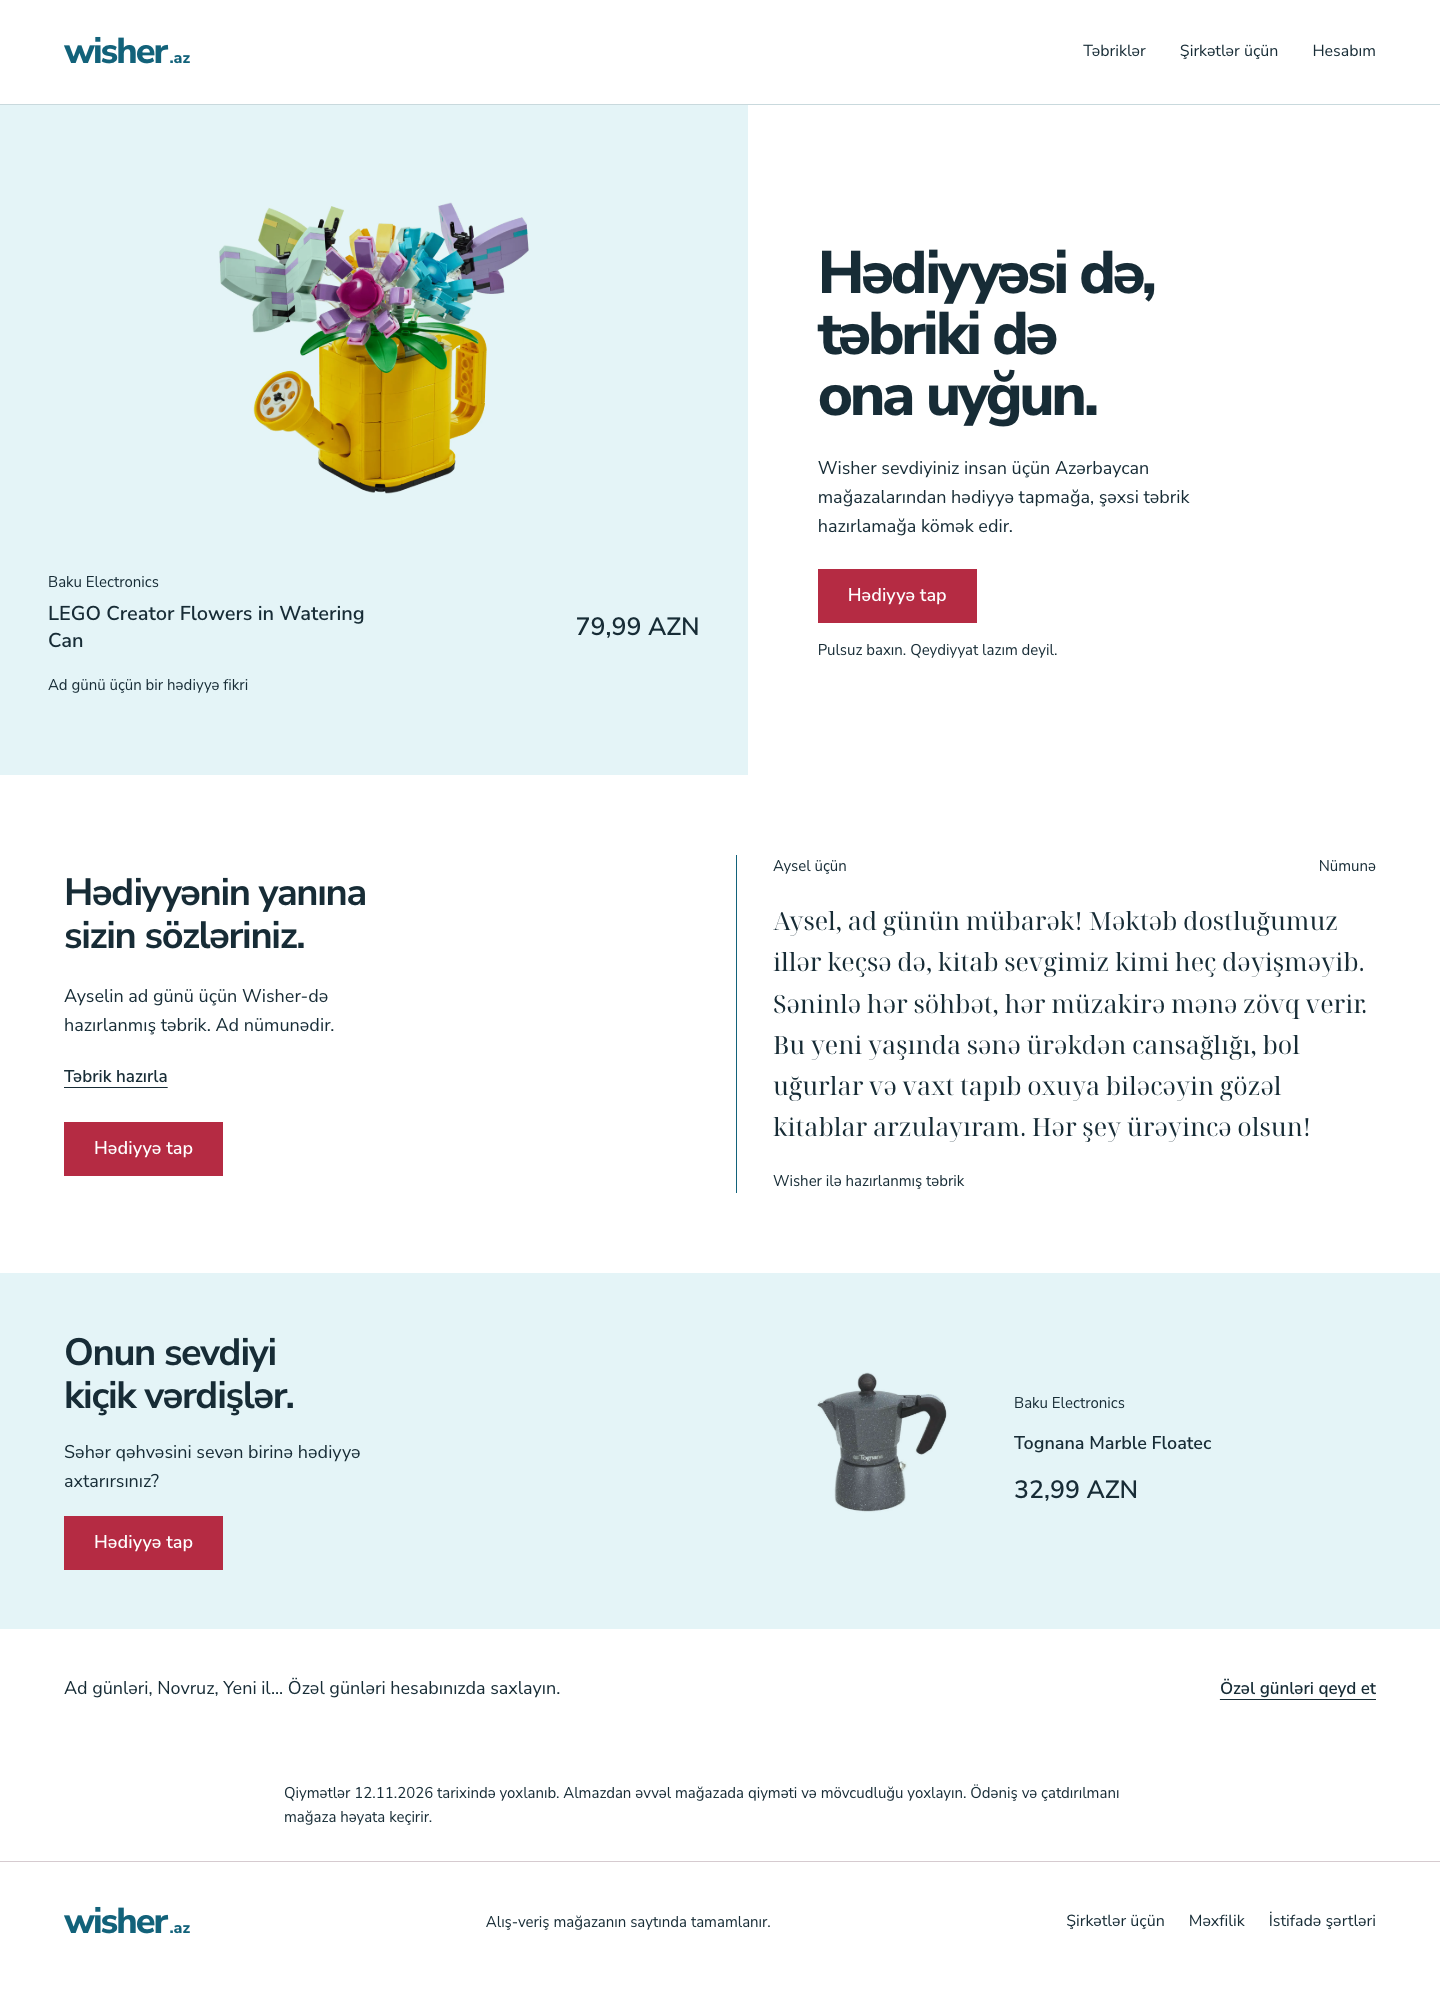 wisher.az
Təbriklər
Şirkətlər üçün
Hesabım
Baku Electronics
LEGO Creator Flowers in Watering
Can
79,99 AZN
Ad günü üçün bir hədiyyə fikri
Hədiyyəsi də,
təbriki də
ona uyğun.
Wisher sevdiyiniz insan üçün Azərbaycan
mağazalarından hədiyyə tapmağa, şəxsi təbrik
hazırlamağa kömək edir.
Hədiyyə tap
Pulsuz baxın. Qeydiyyat lazım deyil.
Hədiyyənin yanına
sizin sözləriniz.
Ayselin ad günü üçün Wisher-də
hazırlanmış təbrik. Ad nümunədir.
Təbrik hazırla
Hədiyyə tap
Aysel üçün
Nümunə
Aysel, ad günün mübarək! Məktəb dostluğumuz
illər keçsə də, kitab sevgimiz kimi heç dəyişməyib.
Səninlə hər söhbət, hər müzakirə mənə zövq verir.
Bu yeni yaşında sənə ürəkdən cansağlığı, bol
uğurlar və vaxt tapıb oxuya biləcəyin gözəl
kitablar arzulayıram. Hər şey ürəyincə olsun!
Wisher ilə hazırlanmış təbrik
Onun sevdiyi
kiçik vərdişlər.
Səhər qəhvəsini sevən birinə hədiyyə
axtarırsınız?
Hədiyyə tap
Tognana
Baku Electronics
Tognana Marble Floatec
32,99 AZN
Ad günləri, Novruz, Yeni il... Özəl günləri hesabınızda saxlayın.
Özəl günləri qeyd et
Qiymətlər 12.11.2026 tarixində yoxlanıb. Almazdan əvvəl mağazada qiyməti və mövcudluğu yoxlayın. Ödəniş və çatdırılmanı
mağaza həyata keçirir.
wisher.az
Alış-veriş mağazanın saytında tamamlanır.
Şirkətlər üçün
Məxfilik
İstifadə şərtləri